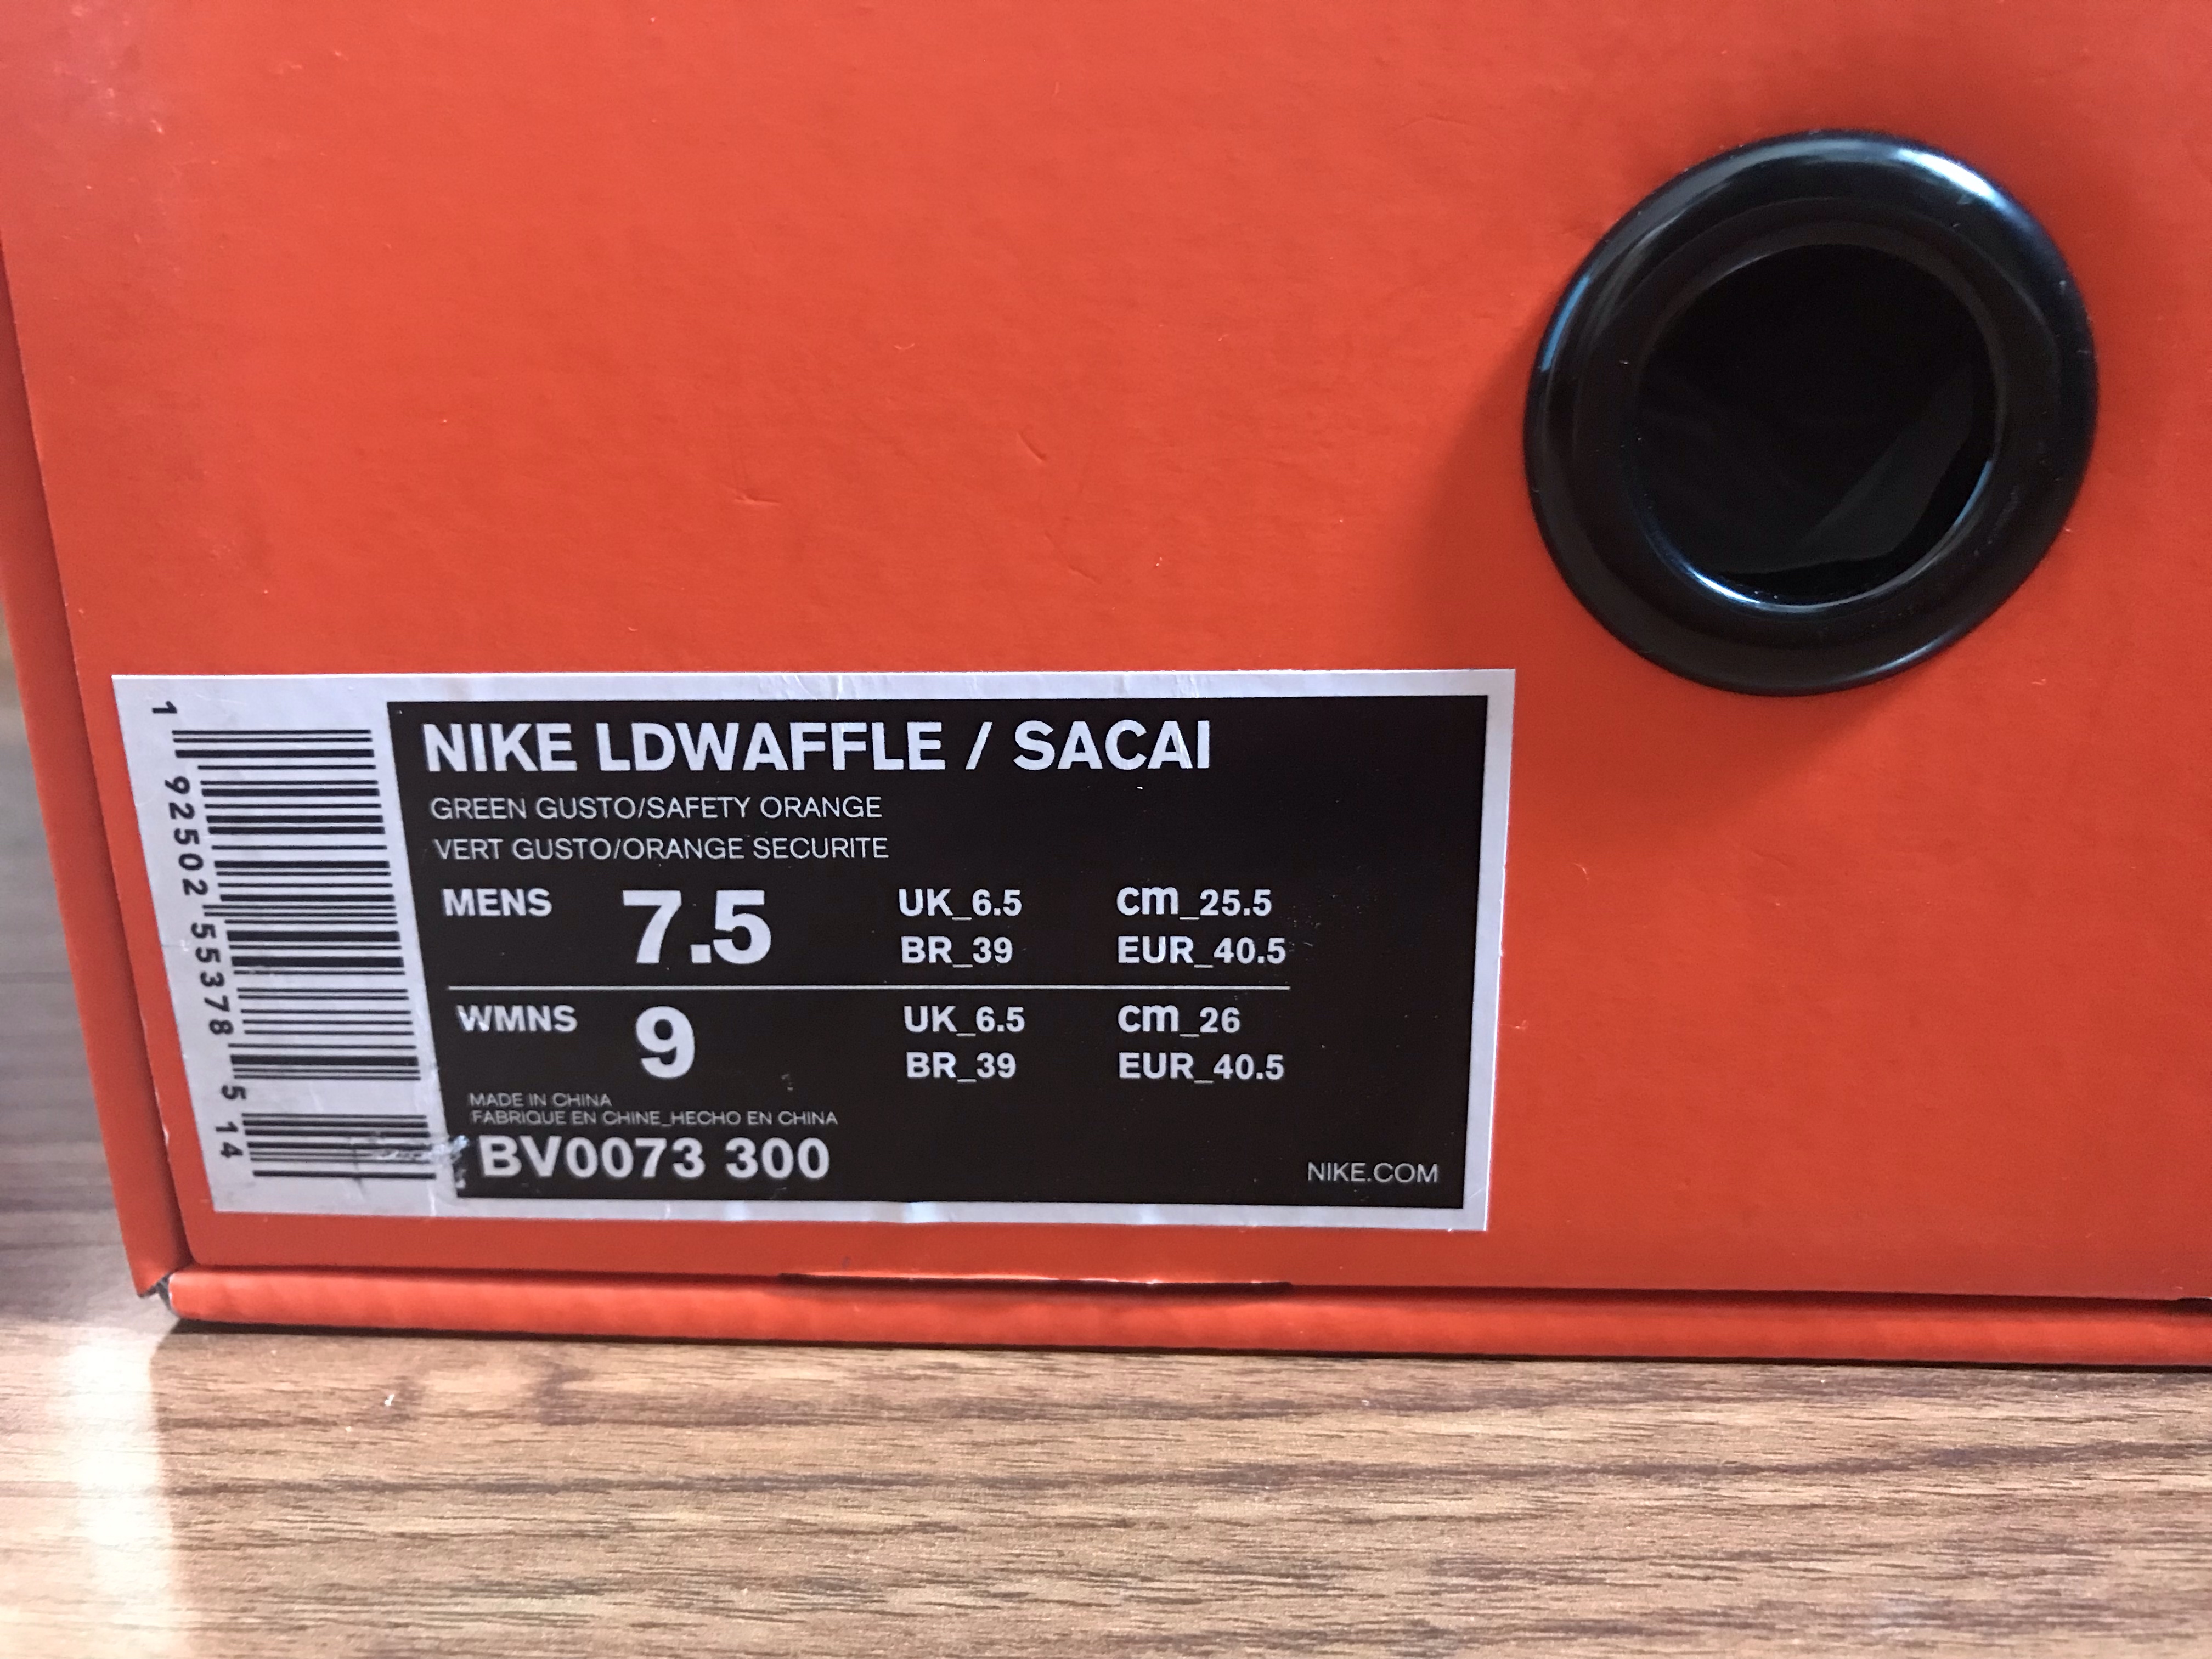 1 92502 55378 5 14
NIKE LDWAFFLE / SACAI
GREEN GUSTO/SAFETY ORANGE
VERT GUSTO/ORANGE SECURITE
MENS 7.5 UK_6.5 cm_25.5
BR_39 EUR_40.5
WMNS 9 UK_6.5 cm_26
BR_39 EUR_40.5
MADE IN CHINA
FABRIQUE EN CHINE_HECHO EN CHINA
BV0073 300
NIKE.COM